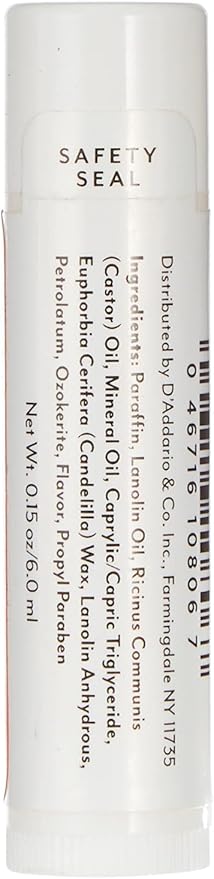 SAFETY
SEAL
Distributed by D'Addario & Co. Inc., Farmingdale NY 11735
0 46716 10806 7
Ingredients: Paraffin, Lanolin Oil, Ricinus Communis
(Castor) Oil, Mineral Oil, Caprylic/Capric Triglyceride,
Euphorbia Cerifera (Candelilla) Wax, Lanolin Anhydrous,
Petrolatum, Ozokerite, Flavor, Propyl Paraben
Net Wt. 0.15 oz/6.0 ml